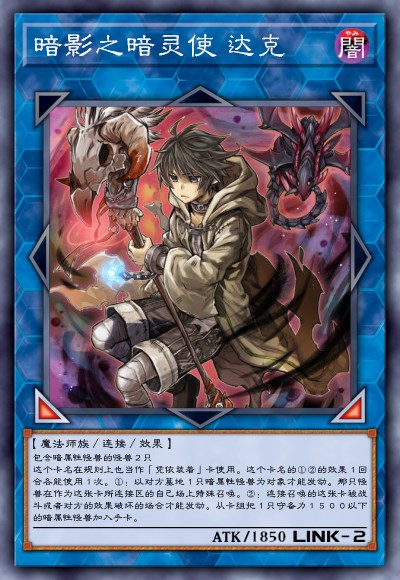 暗影之暗灵使 达克
やみ
闇
【魔法师族／连接／效果】
包含暗属性怪兽的怪兽2只
这个卡名在规则上也当作「凭依装着」卡使用。这个卡名的①②的效果1回
合各能使用1次。①：以对方墓地1只暗属性怪兽为对象才能发动。那只怪
兽在作为这张卡所连接区的自己场上特殊召唤。②：连接召唤的这张卡被战
斗或者对方的效果破坏的场合才能发动。从卡组把1只守备力1500以下
的暗属性怪兽加入手卡。
ATK/1850 LINK-2